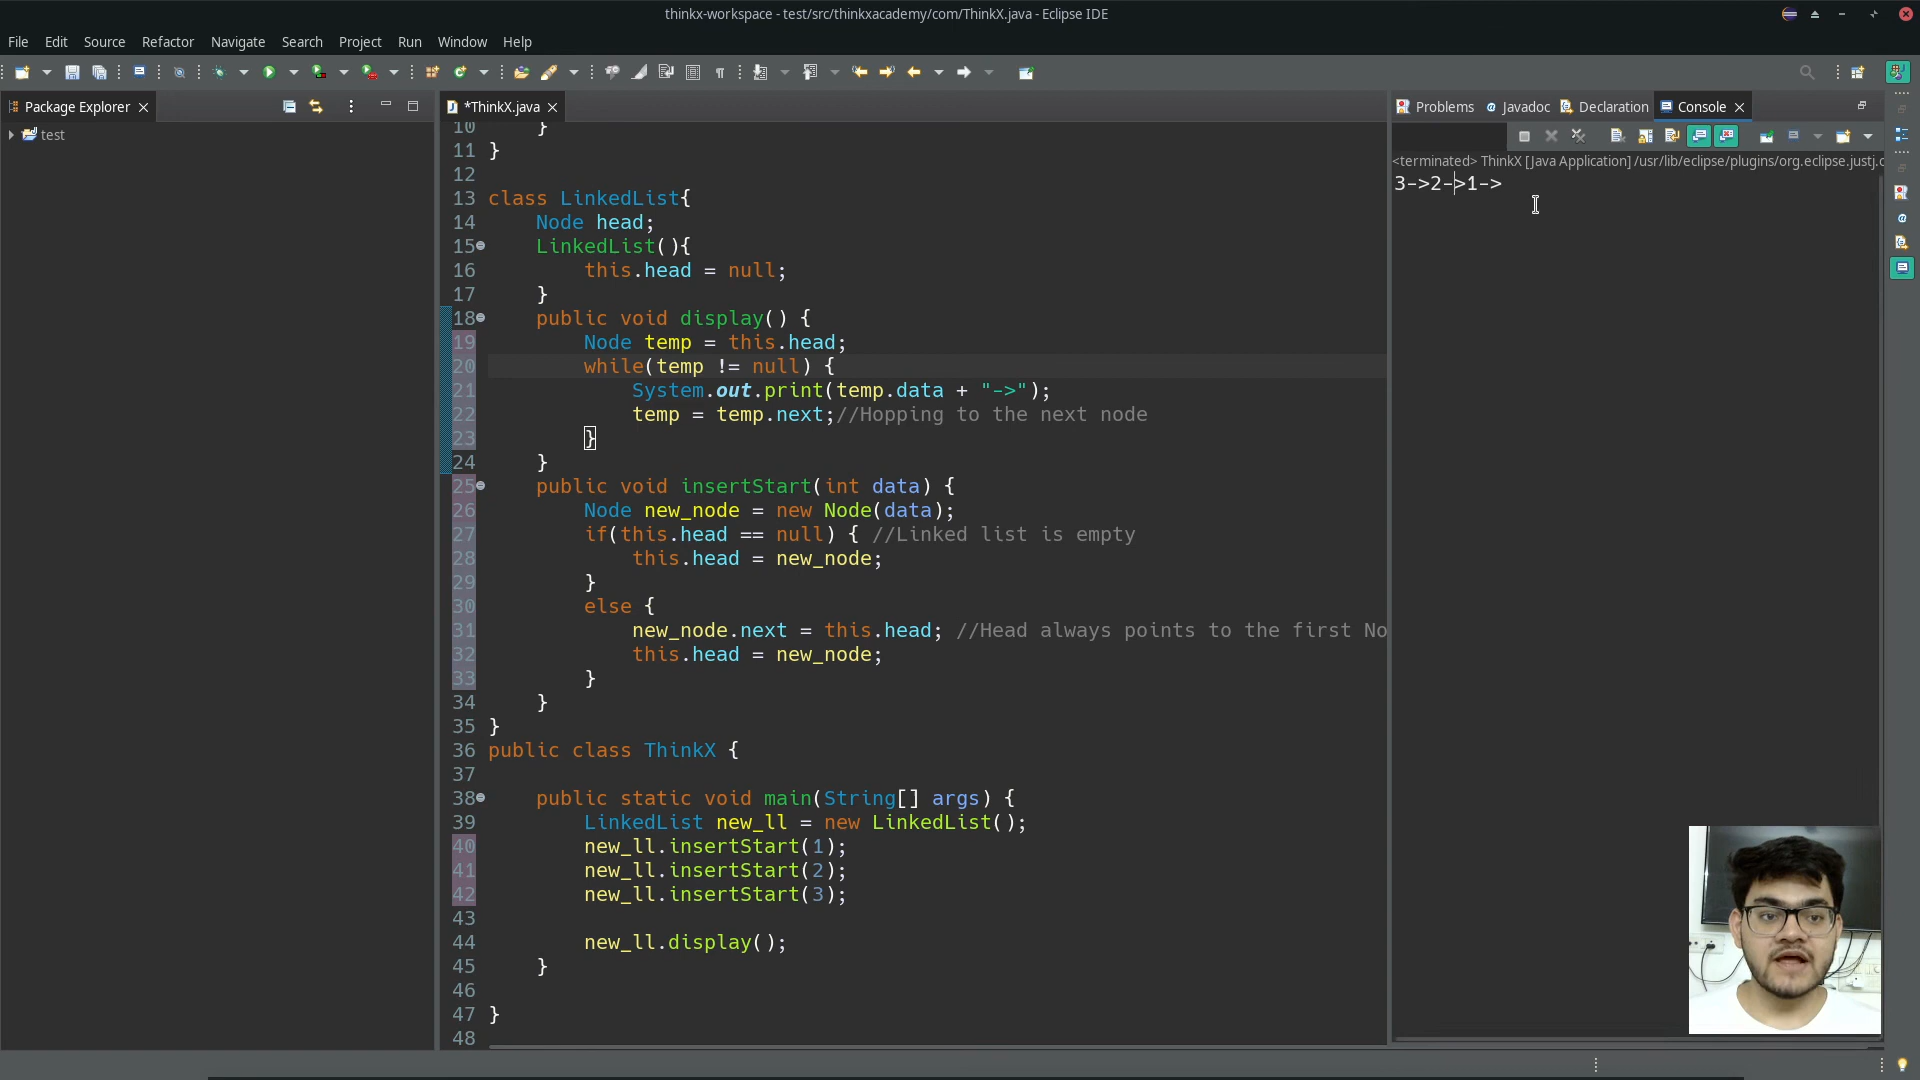 thinkx-workspace - test/src/thinkxacademy/com/ThinkX.java - Eclipse IDE
File Edit Source Refactor Navigate Search Project Run Window Help
Package Explorer
*ThinkX.java
Problems Javadoc Declaration Console
test
<terminated> ThinkX [Java Application] /usr/lib/eclipse/plugins/org.eclipse.justj.c
3->2->1->
10     }
11 }
12
13 class LinkedList{
14     Node head;
15     LinkedList(){
16         this.head = null;
17     }
18     public void display() {
19         Node temp = this.head;
20         while(temp != null) {
21             System.out.print(temp.data + "->");
22             temp = temp.next;//Hopping to the next node
23         }
24     }
25     public void insertStart(int data) {
26         Node new_node = new Node(data);
27         if(this.head == null) { //Linked list is empty
28             this.head = new_node;
29         }
30         else {
31             new_node.next = this.head; //Head always points to the first No
32             this.head = new_node;
33         }
34     }
35 }
36 public class ThinkX {
37
38     public static void main(String[] args) {
39         LinkedList new_ll = new LinkedList();
40         new_ll.insertStart(1);
41         new_ll.insertStart(2);
42         new_ll.insertStart(3);
43
44         new_ll.display();
45     }
46
47 }
48